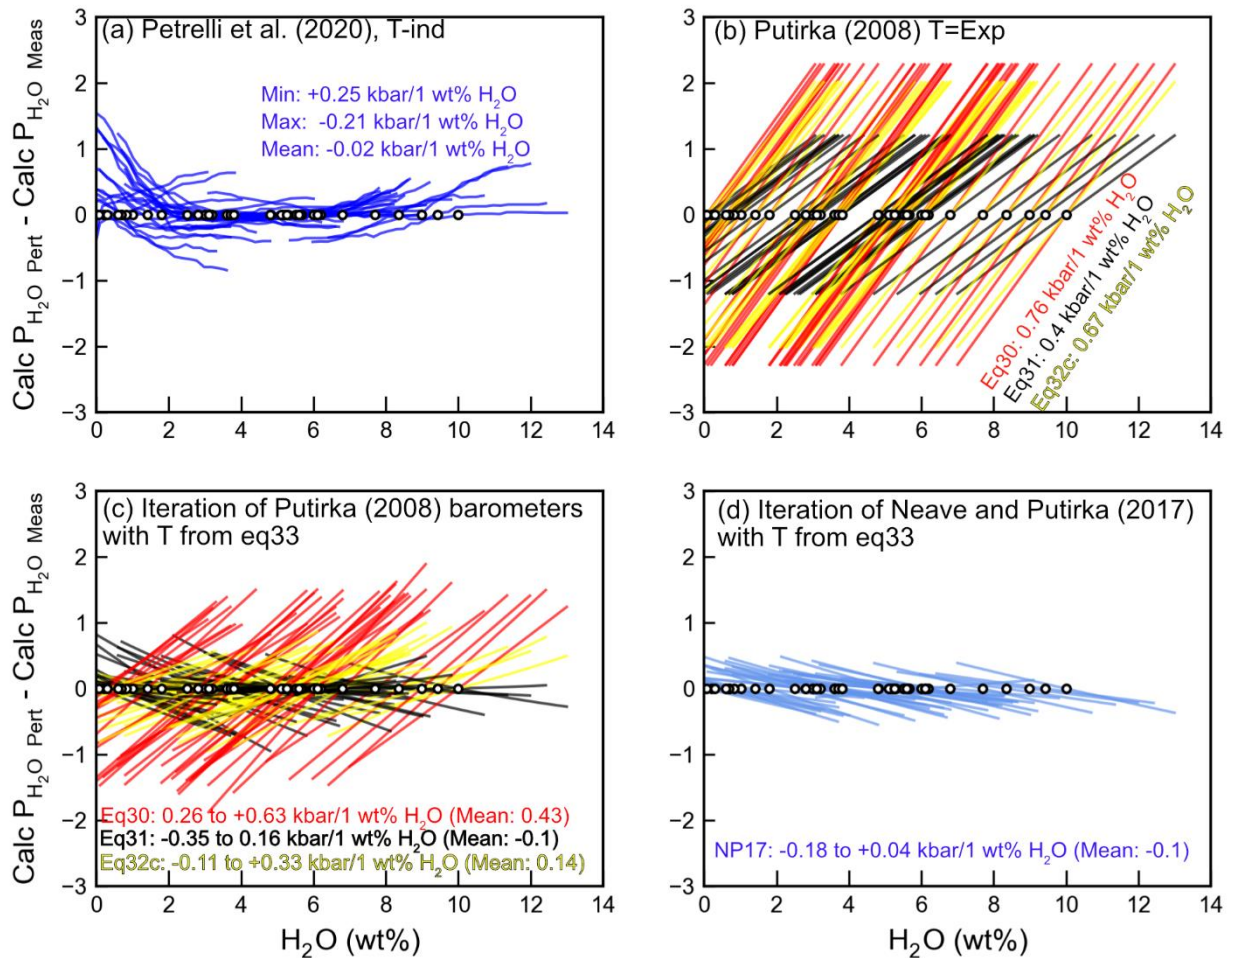 (a) Petrelli et al. (2020), T-ind
Min: +0.25 kbar/1 wt% H₂O
Max: -0.21 kbar/1 wt% H₂O
Mean: -0.02 kbar/1 wt% H₂O
Calc P H₂O Pert - Calc P H₂O Meas
3
2
1
0
−1
−2
−3
0 2 4 6 8 10 12 14
(b) Putirka (2008) T=Exp
Eq30: 0.76 kbar/1 wt% H₂O
Eq31: 0.4 kbar/1 wt% H₂O
Eq32c: 0.67 kbar/1 wt% H₂O
3
2
1
0
−1
−2
−3
0 2 4 6 8 10 12 14
(c) Iteration of Putirka (2008) barometers
with T from eq33
Eq30: 0.26 to +0.63 kbar/1 wt% H₂O (Mean: 0.43)
Eq31: -0.35 to 0.16 kbar/1 wt% H₂O (Mean: -0.1)
Eq32c: -0.11 to +0.33 kbar/1 wt% H₂O (Mean: 0.14)
Calc P H₂O Pert - Calc P H₂O Meas
3
2
1
0
−1
−2
−3
0 2 4 6 8 10 12 14
H₂O (wt%)
(d) Iteration of Neave and Putirka (2017)
with T from eq33
NP17: -0.18 to +0.04 kbar/1 wt% H₂O (Mean: -0.1)
3
2
1
0
−1
−2
−3
0 2 4 6 8 10 12 14
H₂O (wt%)